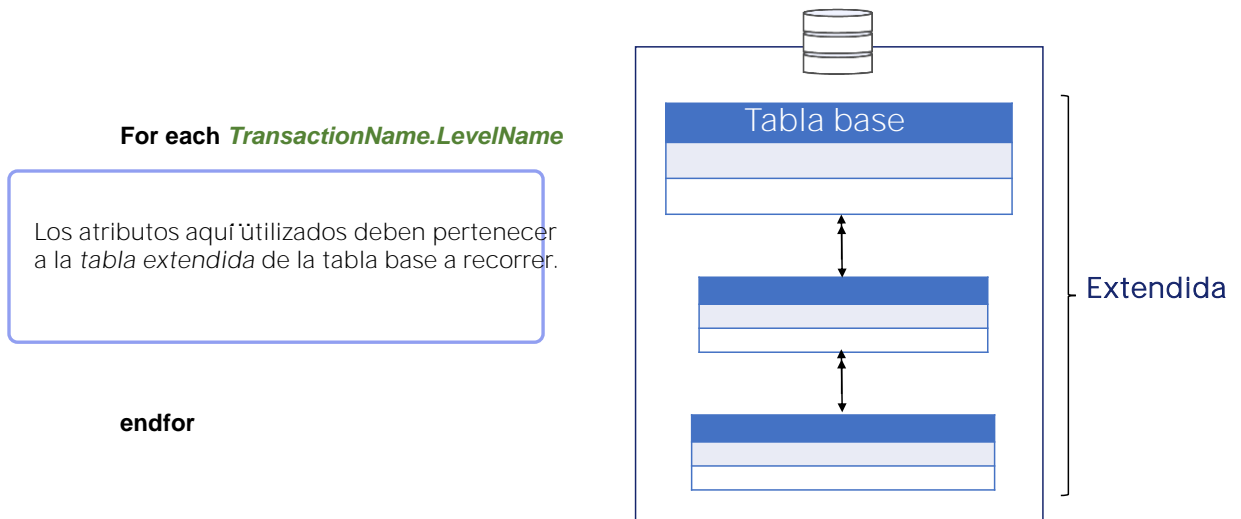 For each TransactionName.LevelName
Los atributos aquí utilizados deben pertenecer
a la tabla extendida de la tabla base a recorrer.
endfor
Tabla base
Extendida